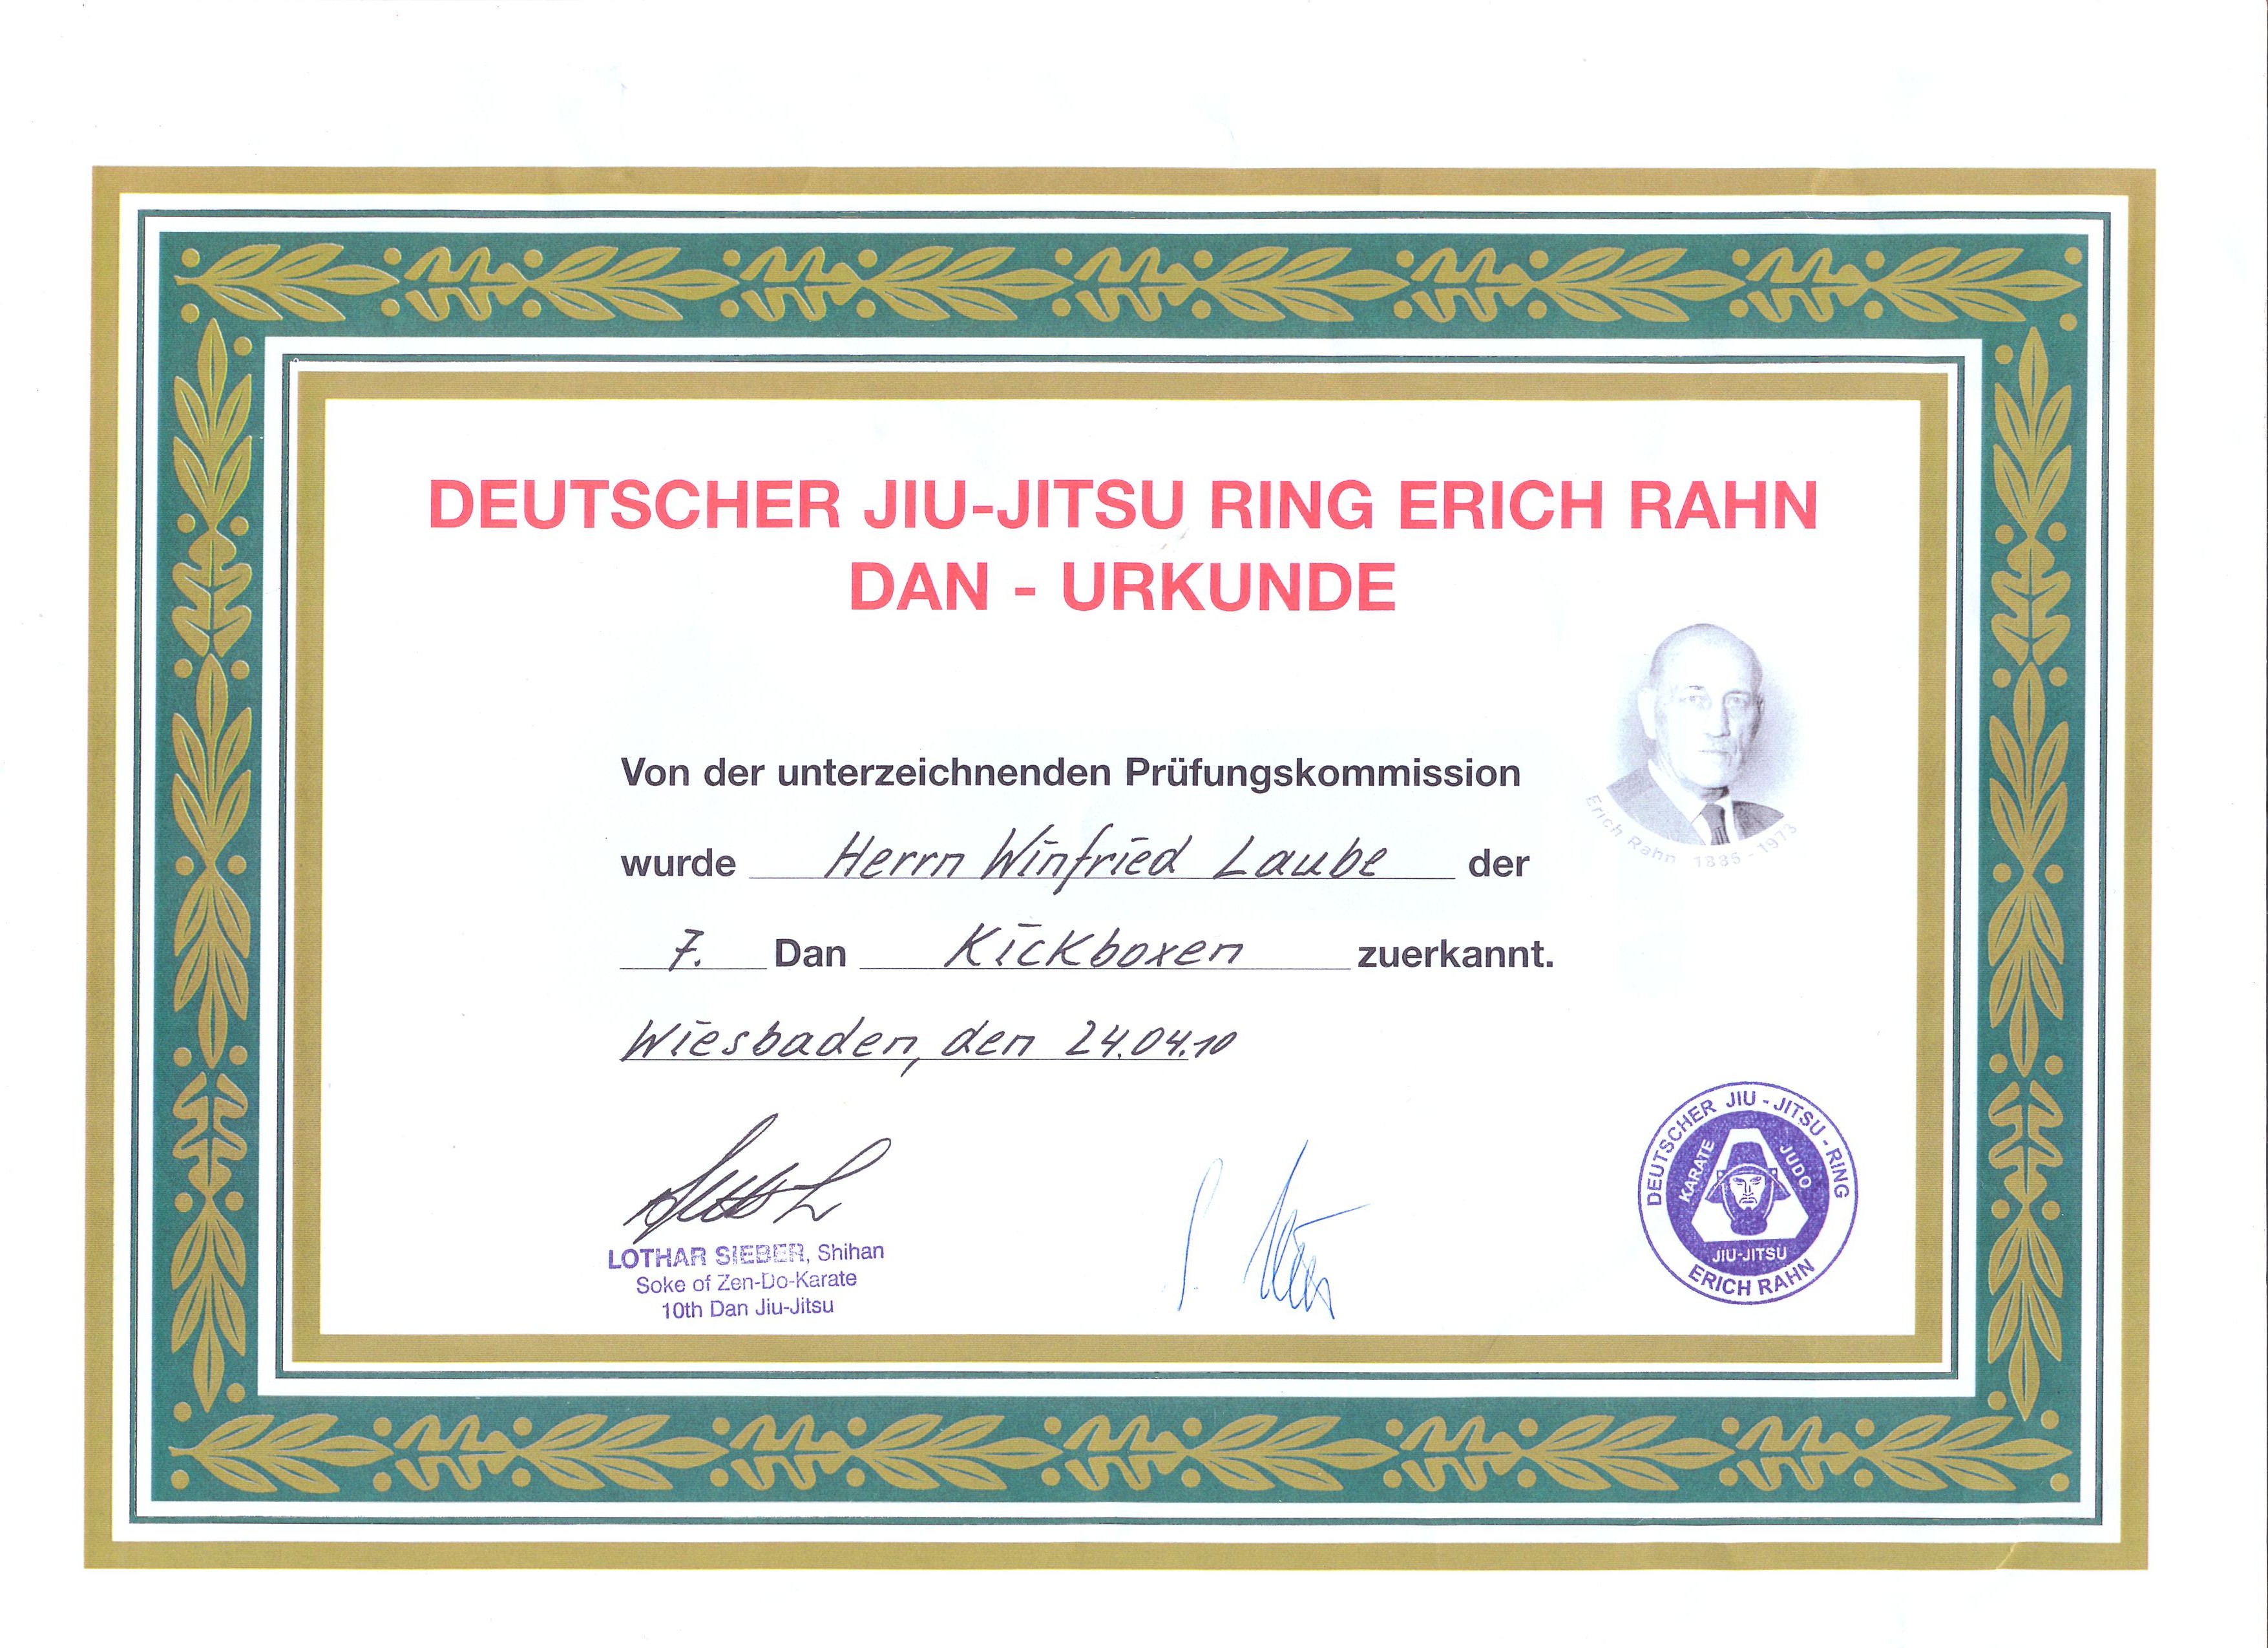 DEUTSCHER JIU-JITSU RING ERICH RAHN
DAN - URKUNDE
Erich Rahn 1885 - 1973
Von der unterzeichnenden Prüfungskommission
wurde Herrn Winfried Laube der
7. Dan Kickboxen zuerkannt.
Wiesbaden, den 24.04.10
LOTHAR SIEBER, Shihan
Soke of Zen-Do-Karate
10th Dan Jiu-Jitsu
DEUTSCHER JIU - JITSU - RING
KARATE
JUDO
JIU-JITSU
ERICH RAHN